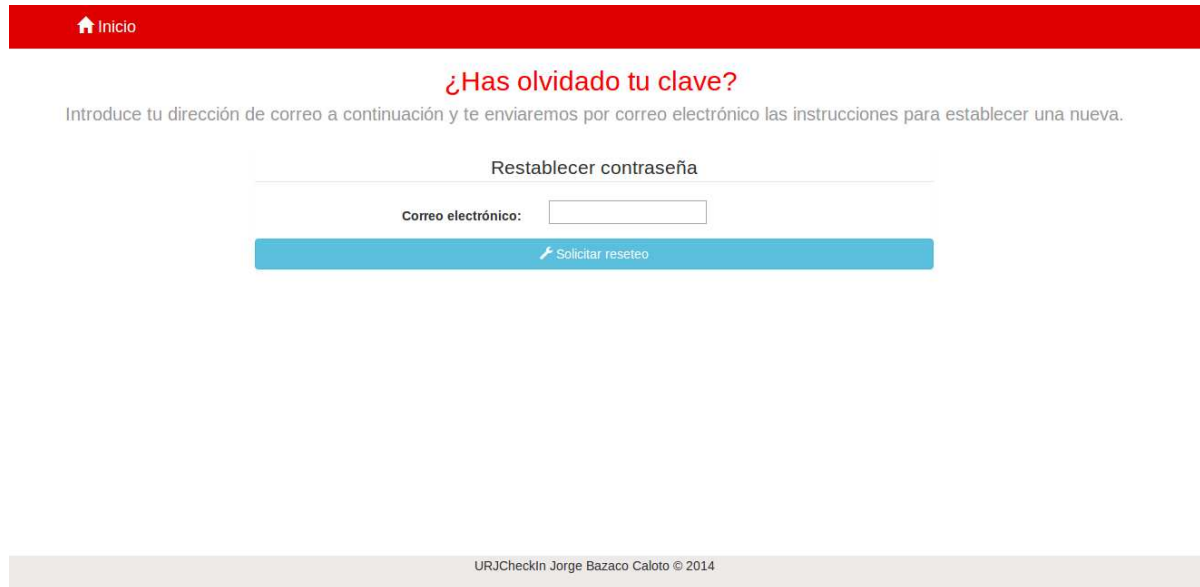 Inicio
¿Has olvidado tu clave?
Introduce tu dirección de correo a continuación y te enviaremos por correo electrónico las instrucciones para establecer una nueva.
Restablecer contraseña
Correo electrónico:
Solicitar reseteo
URJCheckIn Jorge Bazaco Caloto © 2014